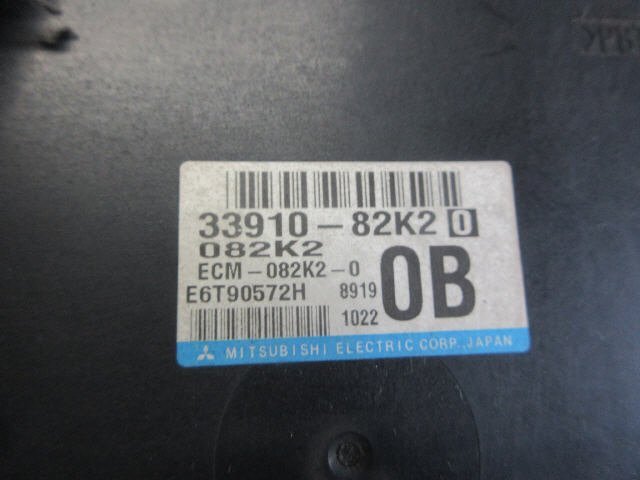 33910-82K2 0
082K2
ECM-082K2-0
E6T90572H 8919
1022
0B
MITSUBISHI ELECTRIC CORP., JAPAN